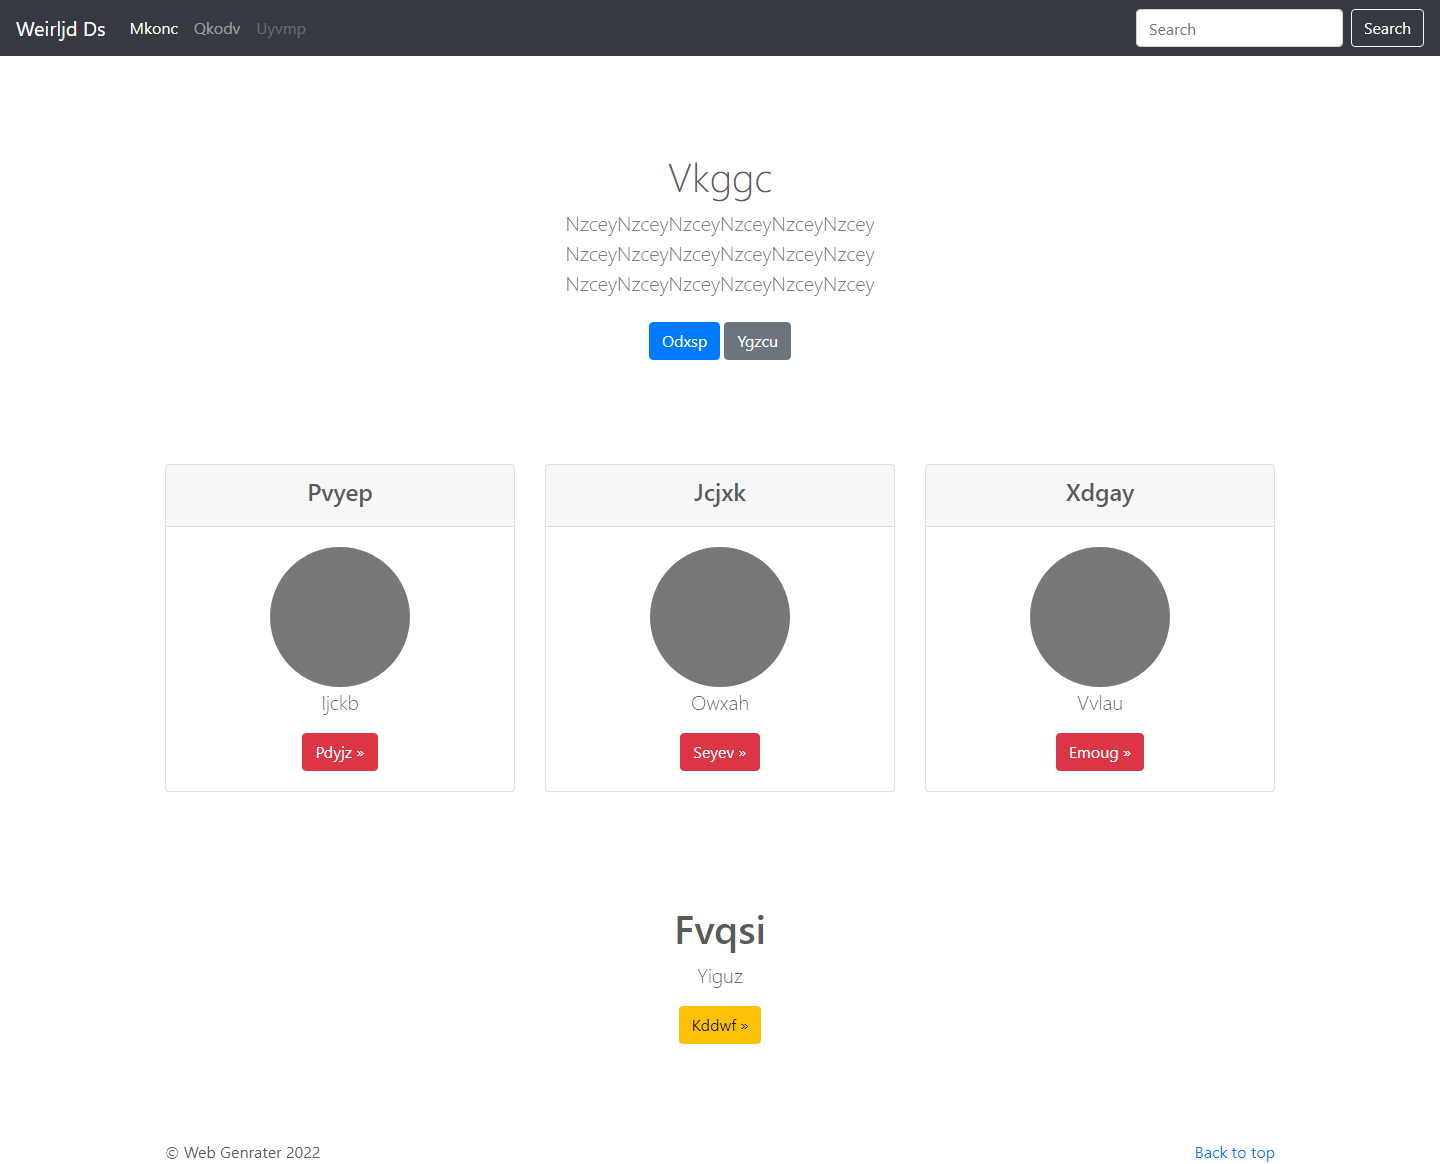 Weirljd Ds Mkonc Qkodv Uyvmp Search Search
Vkggc
NzceyNzceyNzceyNzceyNzceyNzcey
NzceyNzceyNzceyNzceyNzceyNzcey
NzceyNzceyNzceyNzceyNzceyNzcey
Odxsp Ygzcu
Pvyep
Ijckb
Pdyjz »
Jcjxk
Owxah
Seyev »
Xdgay
Vvlau
Emoug »
Fvqsi
Yiguz
Kddwf »
© Web Genrater 2022 Back to top